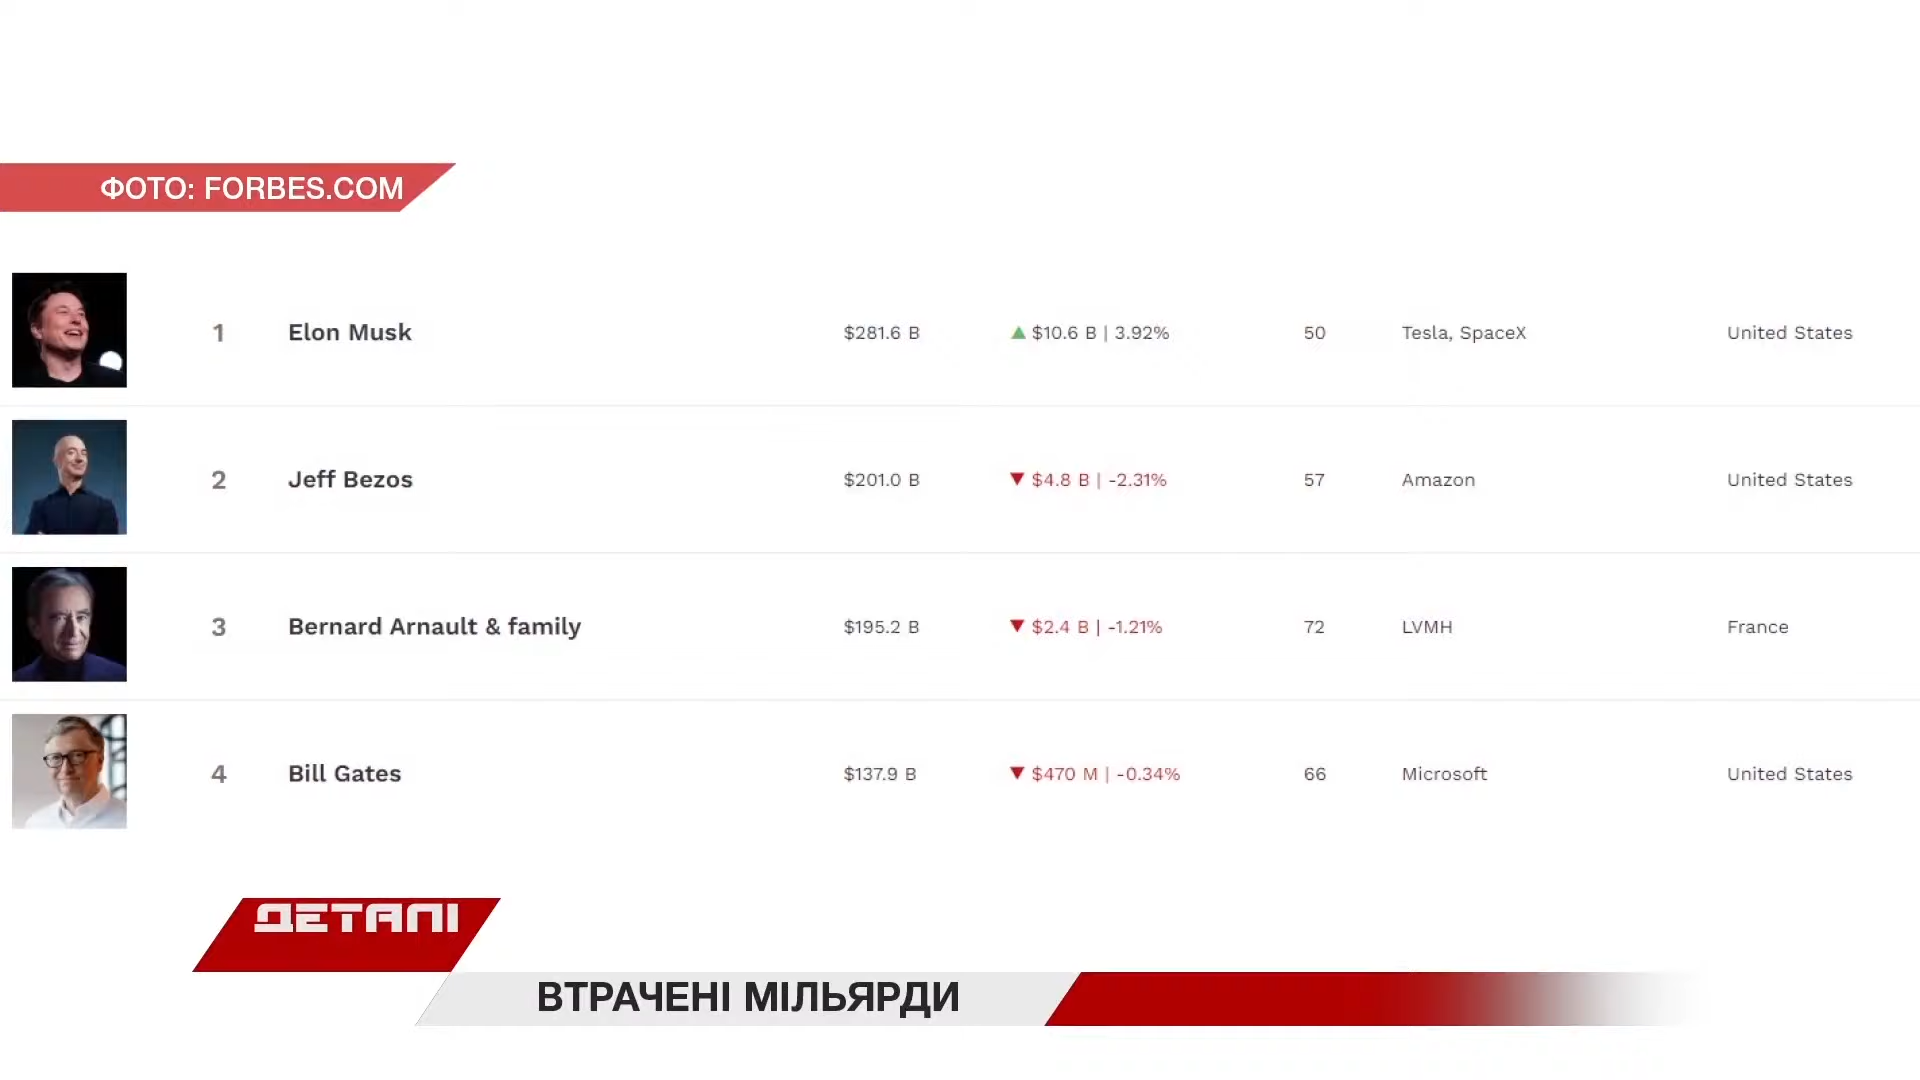 ФОТО: FORBES.COM
1 Elon Musk $281.6 B ▲ $10.6 B | 3.92% 50 Tesla, SpaceX United States
2 Jeff Bezos $201.0 B ▼ $4.8 B | -2.31% 57 Amazon United States
3 Bernard Arnault & family $195.2 B ▼ $2.4 B | -1.21% 72 LVMH France
4 Bill Gates $137.9 B ▼ $470 M | -0.34% 66 Microsoft United States
ДЕТАЛІ
ВТРАЧЕНІ МІЛЬЯРДИ